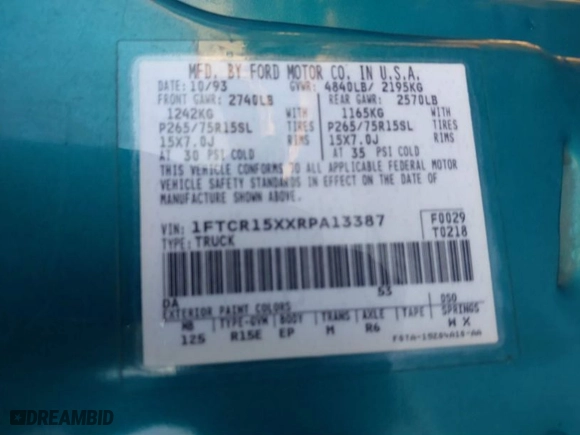 MFD. BY FORD MOTOR CO. IN U.S.A.
DATE: 10/93 GVWR: 4840LB/ 2195KG
FRONT GAWR: 2740LB REAR GAWR: 2570LB
1242KG WITH 1165KG WITH
P265/75R15SL TIRES P265/75R15SL TIRES
15X7.0J RIMS 15X7.0J RIMS
AT 30 PSI COLD AT 35 PSI COLD
THIS VEHICLE CONFORMS TO ALL APPLICABLE FEDERAL MOTOR
VEHICLE SAFETY STANDARDS IN EFFECT ON THE DATE OF
MANUFACTURE SHOWN ABOVE.
VIN: 1FTCR15XXRPA13387 F0029
TYPE: TRUCK T0218
DA 53
EXTERIOR PAINT COLORS DSO
WB TYPE-GVW BODY TRANS AXLE TAPE SPRINGS
125 R15E EP M R6 M X
DREAMBID